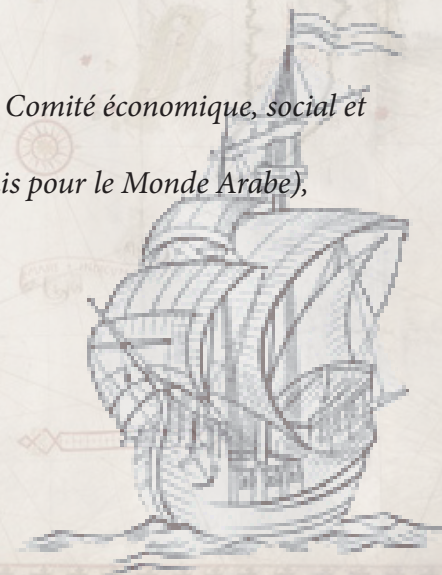 Comité économique, social et
is pour le Monde Arabe),